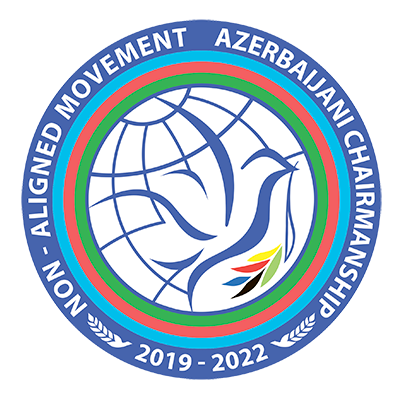 NON - ALIGNED MOVEMENT AZERBAIJANI CHAIRMANSHIP
2019 - 2022